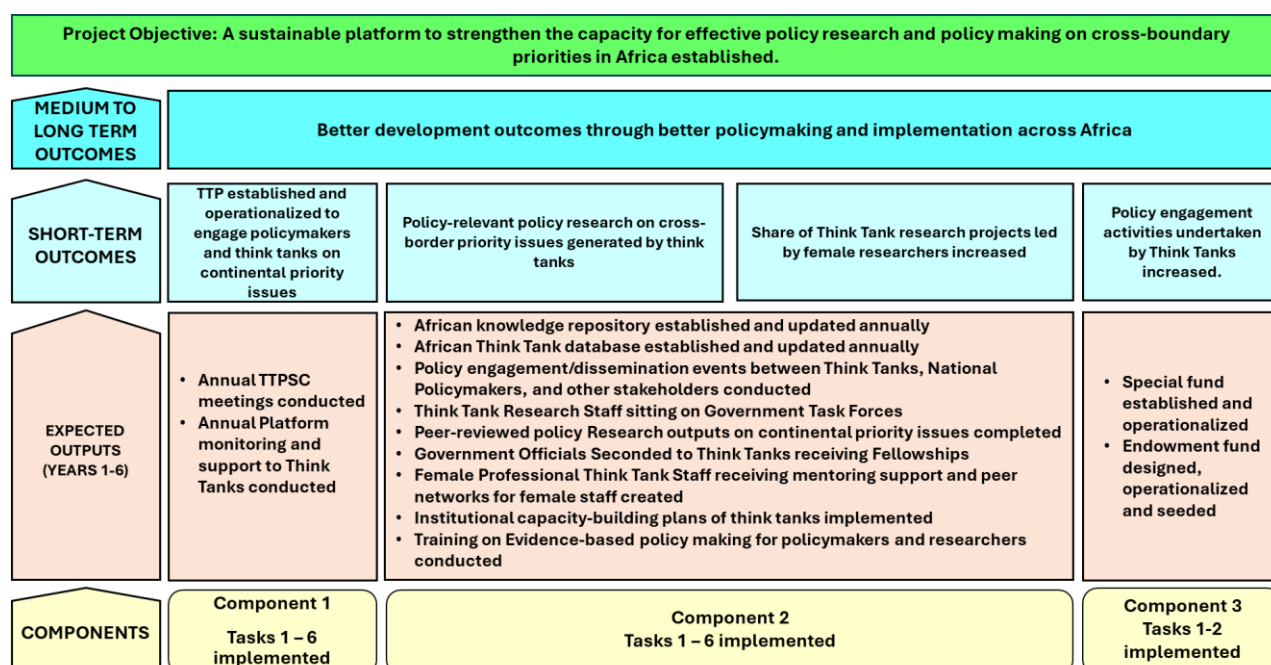 Project Objective: A sustainable platform to strengthen the capacity for effective policy research and policy making on cross-boundary
priorities in Africa established.
MEDIUM TO
LONG TERM
OUTCOMES
Better development outcomes through better policymaking and implementation across Africa
SHORT-TERM
OUTCOMES
TTP established and
operationalized to
engage policymakers
and think tanks on
continental priority
issues
Policy-relevant policy research on cross-
border priority issues generated by think
tanks
Share of Think Tank research projects led
by female researchers increased
Policy engagement
activities undertaken
by Think Tanks
increased.
EXPECTED
OUTPUTS
(YEARS 1-6)
• Annual TTPSC
meetings conducted
• Annual Platform
monitoring and
support to Think
Tanks conducted
• African knowledge repository established and updated annually
• African Think Tank database established and updated annually
• Policy engagement/dissemination events between Think Tanks, National
Policymakers, and other stakeholders conducted
• Think Tank Research Staff sitting on Government Task Forces
• Peer-reviewed policy Research outputs on continental priority issues completed
• Government Officials Seconded to Think Tanks receiving Fellowships
• Female Professional Think Tank Staff receiving mentoring support and peer
networks for female staff created
• Institutional capacity-building plans of think tanks implemented
• Training on Evidence-based policy making for policymakers and researchers
conducted
• Special fund
established and
operationalized
• Endowment fund
designed,
operationalized
and seeded
COMPONENTS
Component 1
Tasks 1 – 6
implemented
Component 2
Tasks 1 – 6 implemented
Component 3
Tasks 1-2
implemented